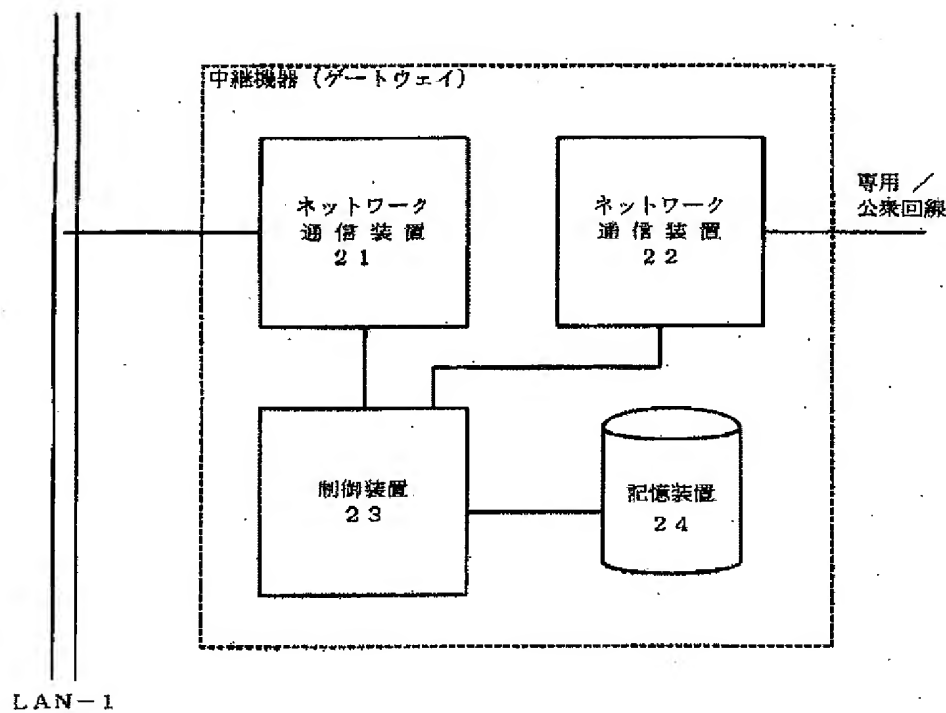 中継機器（ゲートウェイ）
ネットワーク
通信装置
２１
ネットワーク
通信装置
２２
専用 ／
公衆回線
制御装置
２３
記憶装置
２４
ＬＡＮ－１